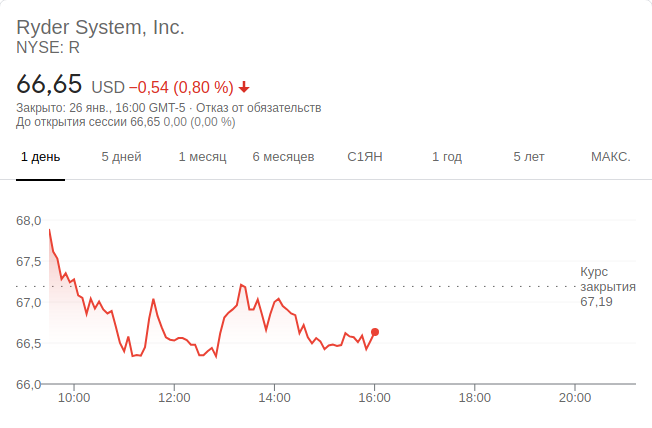 Ryder System, Inc.
NYSE: R
66,65 USD −0,54 (0,80 %)
Закрыто: 26 янв., 16:00 GMT-5 · Отказ от обязательств
До открытия сессии 66,65 0,00 (0,00 %)
1 день 5 дней 1 месяц 6 месяцев С1ЯН 1 год 5 лет МАКС.
68,0
67,5
Курс
закрытия
67,19
67,0
66,5
66,0
10:00 12:00 14:00 16:00 18:00 20:00